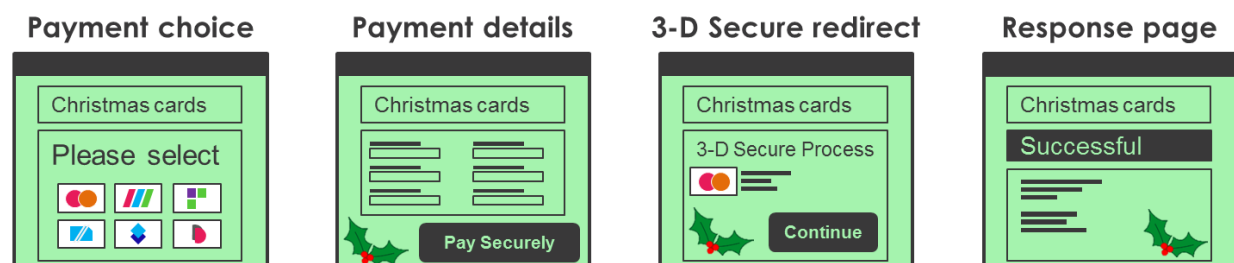 Payment choice
Payment details
3-D Secure redirect
Response page
Christmas cards
Please select
Christmas cards
Pay Securely
Christmas cards
3-D Secure Process
Continue
Christmas cards
Successful